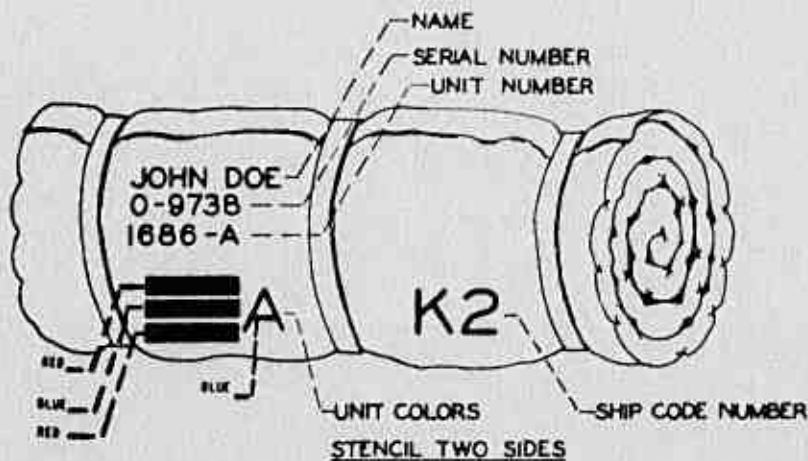 NAME
SERIAL NUMBER
UNIT NUMBER
JOHN DOE
0-9738
1686-A
A
K2
RED
BLUE
BLUE
RED
UNIT COLORS
SHIP CODE NUMBER
STENCIL TWO SIDES